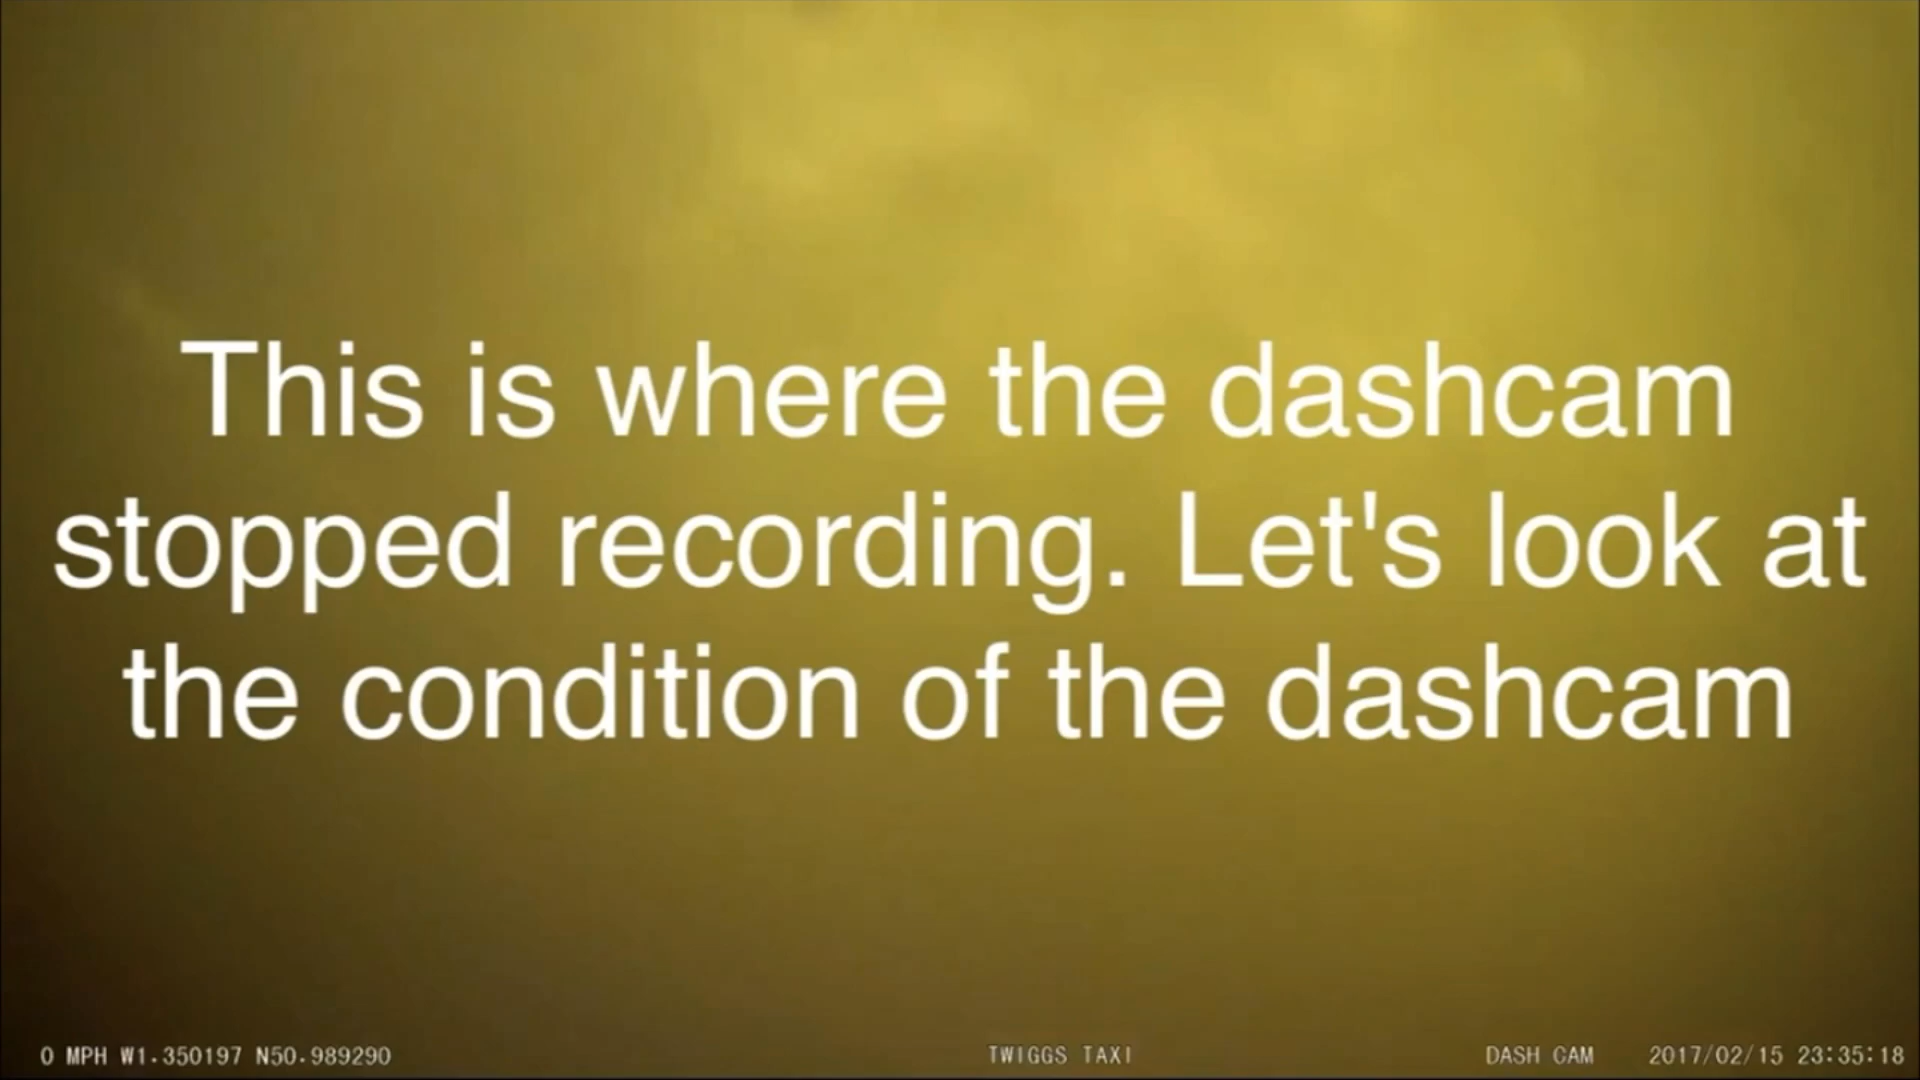 This is where the dashcam
stopped recording. Let's look at
the condition of the dashcam
0 MPH W1.350197 N50.989290 TWIGGS TAXI DASH CAM 2017/02/15 23:35:18